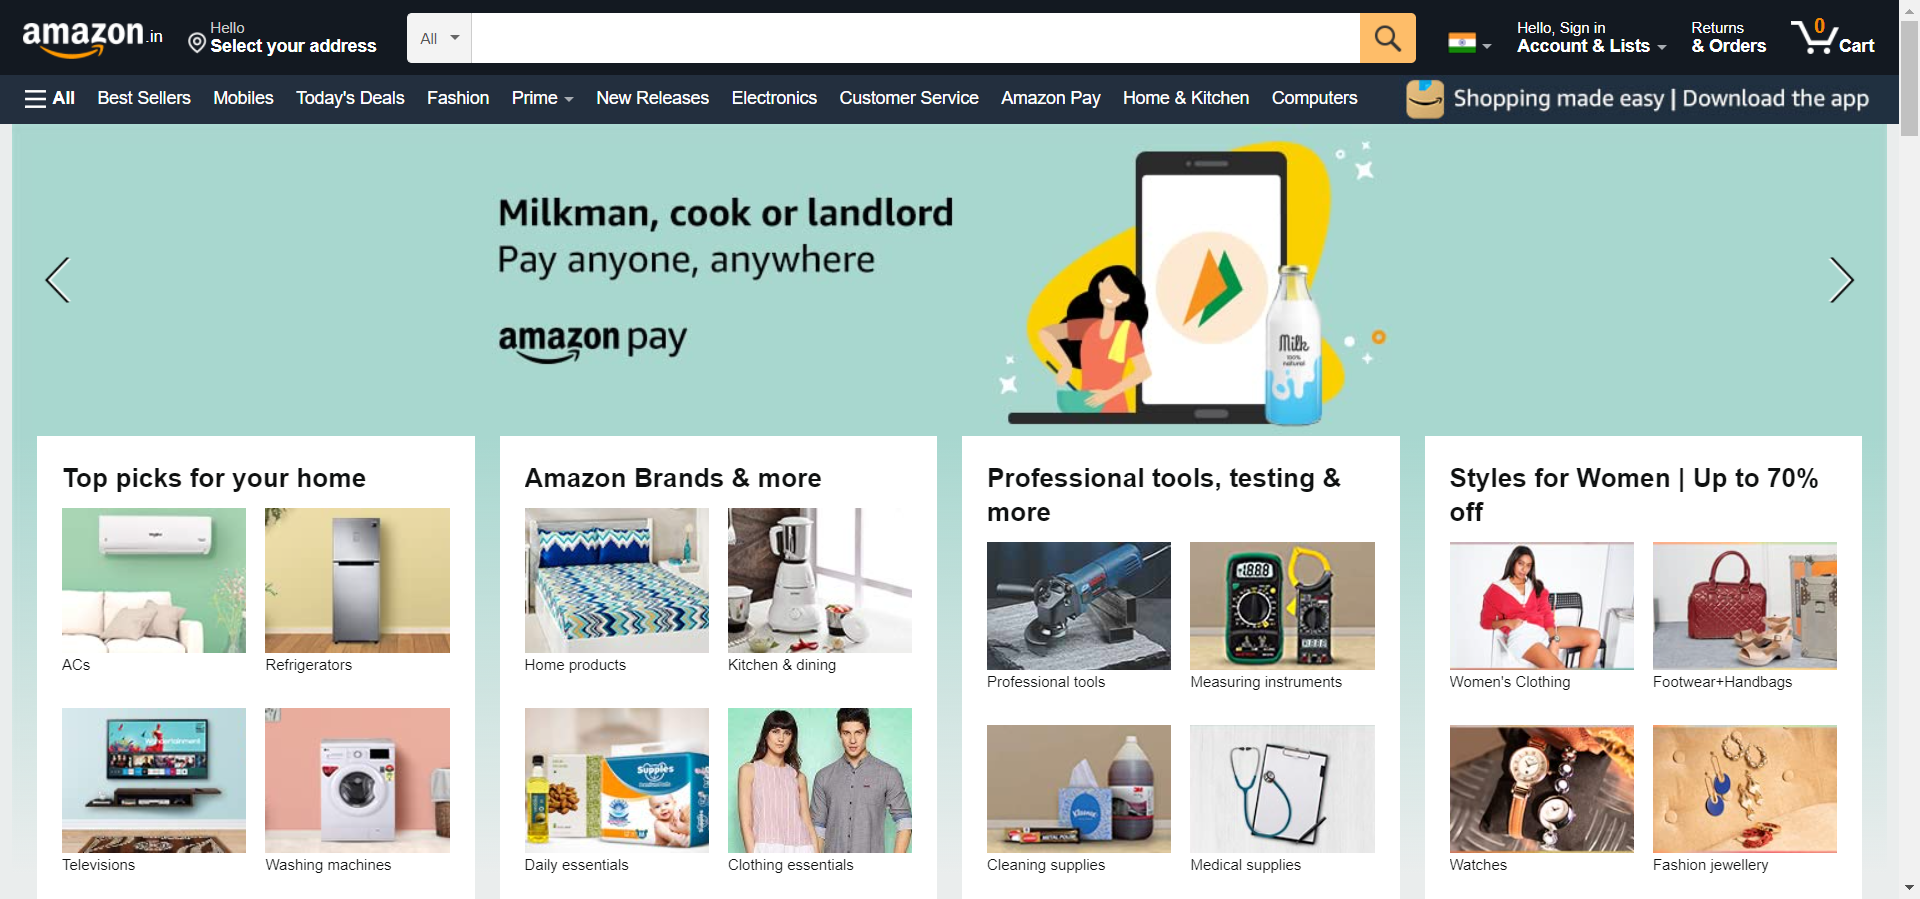 amazon.in
Hello
Select your address
All
Hello, Sign in
Account & Lists
Returns
& Orders
0
Cart
All
Best Sellers
Mobiles
Today's Deals
Fashion
Prime
New Releases
Electronics
Customer Service
Amazon Pay
Home & Kitchen
Computers
Shopping made easy | Download the app
Milkman, cook or landlord
Pay anyone, anywhere
amazon pay
Milk
100%
natural
Top picks for your home
ACs
Refrigerators
Televisions
Washing machines
Amazon Brands & more
Home products
Kitchen & dining
Supples
Daily essentials
Clothing essentials
Professional tools, testing &
more
Professional tools
Measuring instruments
Kleenex
3M
Cleaning supplies
Medical supplies
Styles for Women | Up to 70%
off
Women's Clothing
Footwear+Handbags
Watches
Fashion jewellery